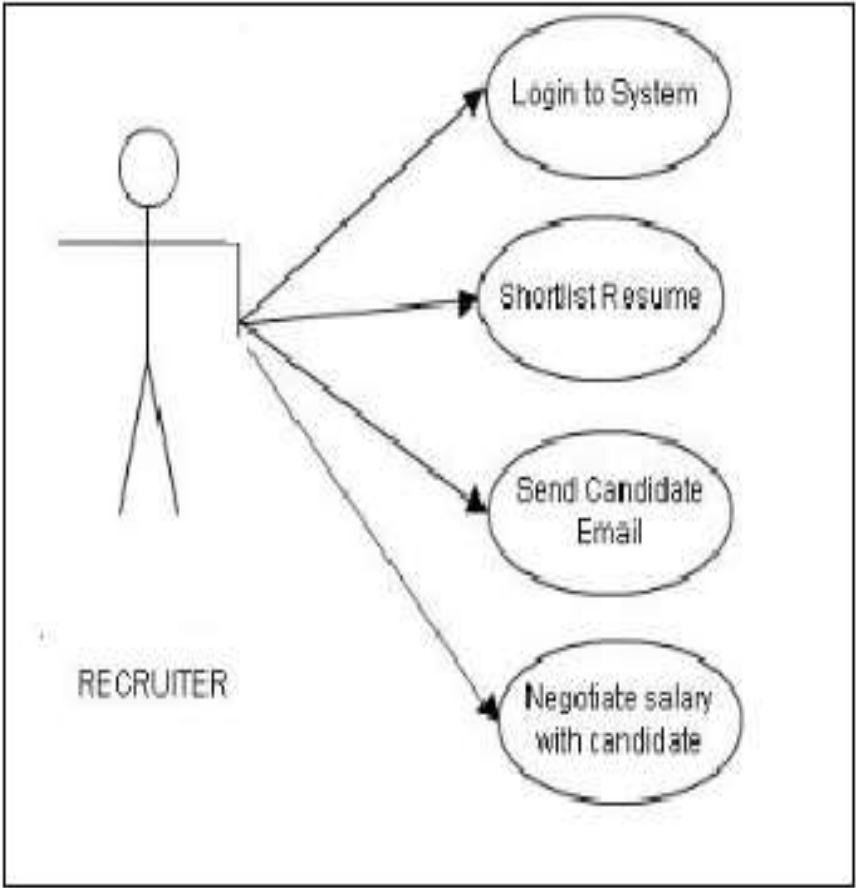 Login to System
Shortlist Resume
Send Candidate
Email
RECRUITER
Negotiate salary
with candidate